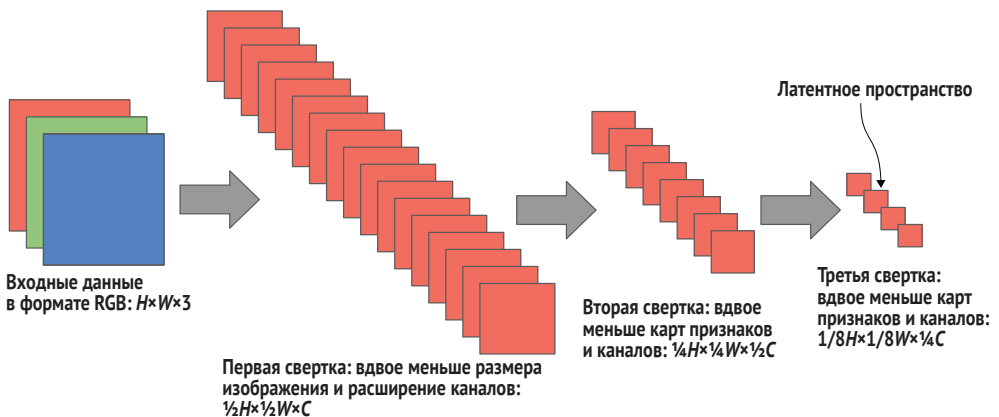 Латентное пространство
Входные данные
в формате RGB: H×W×3
Первая свертка: вдвое меньше размера
изображения и расширение каналов:
½H×½W×C
Вторая свертка: вдвое
меньше карт признаков
и каналов: ¼H×¼W×½C
Третья свертка:
вдвое меньше карт
признаков и каналов:
1/8H×1/8W×¼C